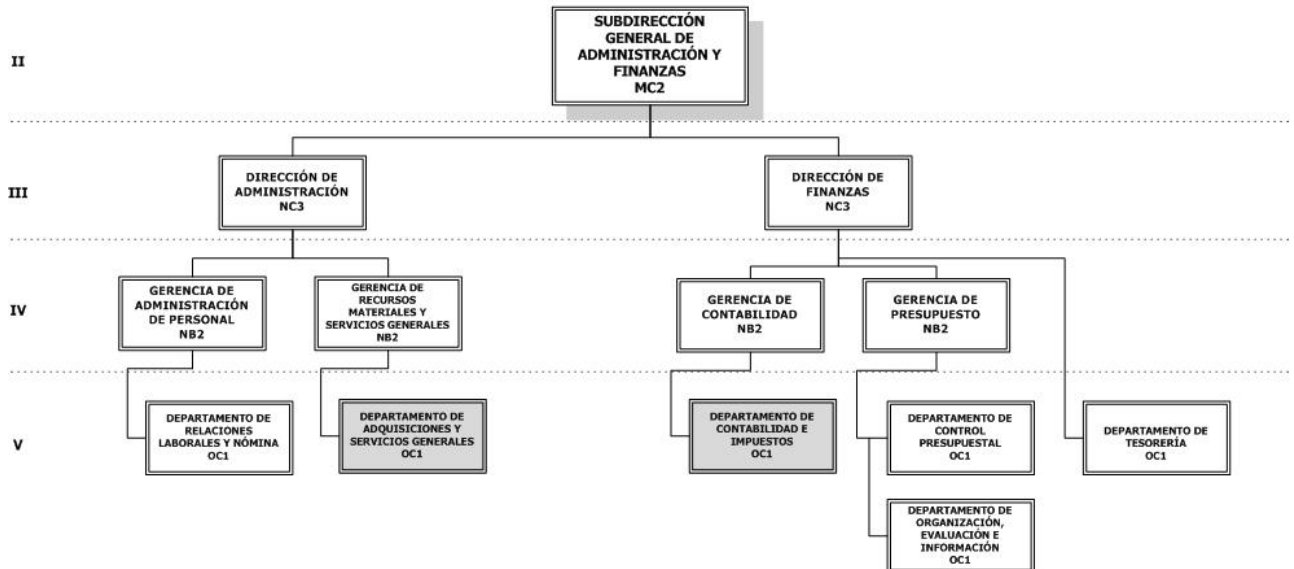 SUBDIRECCIÓN
GENERAL DE
ADMINISTRACIÓN Y
FINANZAS
MC2
II
III
DIRECCIÓN DE
ADMINISTRACIÓN
NC3
DIRECCIÓN DE
FINANZAS
NC3
IV
GERENCIA DE
ADMINISTRACIÓN
DE PERSONAL
NB2
GERENCIA DE
RECURSOS
MATERIALES Y
SERVICIOS GENERALES
NB2
GERENCIA DE
CONTABILIDAD
NB2
GERENCIA DE
PRESUPUESTO
NB2
V
DEPARTAMENTO DE
RELACIONES
LABORALES Y NÓMINA
OC1
DEPARTAMENTO DE
ADQUISICIONES Y
SERVICIOS GENERALES
OC1
DEPARTAMENTO DE
CONTABILIDAD E
IMPUESTOS
OC1
DEPARTAMENTO DE
CONTROL
PRESUPUESTAL
OC1
DEPARTAMENTO DE
TESORERÍA
OC1
DEPARTAMENTO DE
ORGANIZACIÓN,
EVALUACIÓN E
INFORMACIÓN
OC1